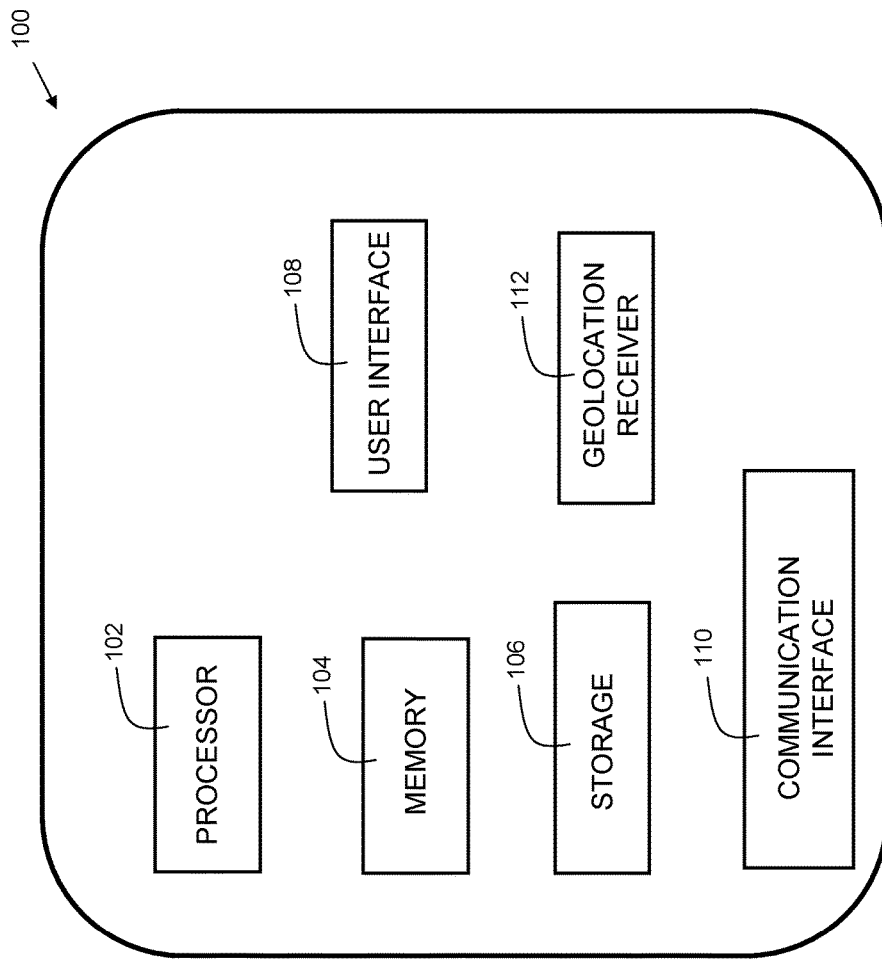 100
102
PROCESSOR
104
MEMORY
106
STORAGE
110
COMMUNICATION
INTERFACE
108
USER INTERFACE
112
GEOLOCATION
RECEIVER